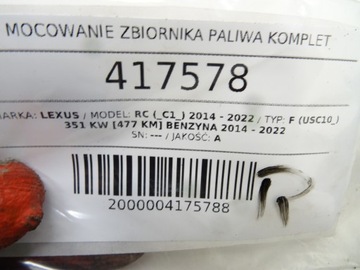 MOCOWANIE ZBIORNIKA PALIWA KOMPLET
417578
MARKA: LEXUS / MODEL: RC (_C1_) 2014 - 2022 / TYP: F (USC10_)
351 KW [477 KM] BENZYNA 2014 - 2022
SN: --- / JAKOŚĆ: A
2000004175788
R